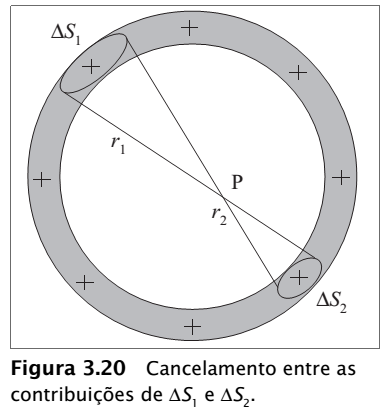 ΔS₁
r₁
P
r₂
ΔS₂
Figura 3.20 Cancelamento entre as
contribuições de ΔS₁ e ΔS₂.